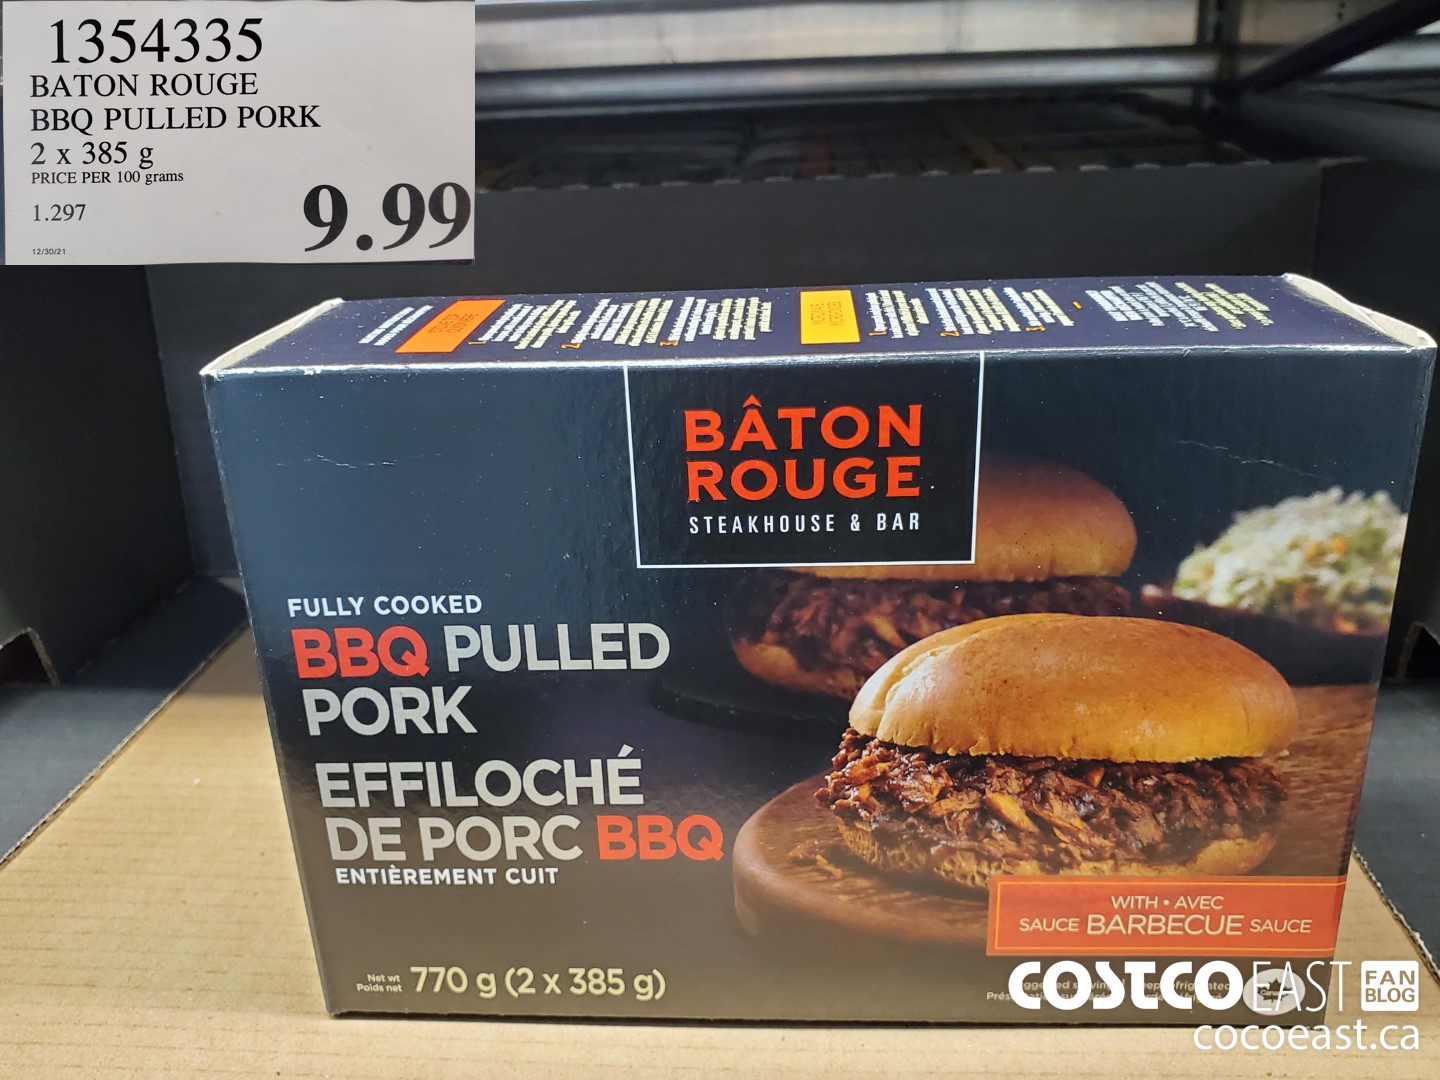 1354335
BATON ROUGE
BBQ PULLED PORK
2 x 385 g
PRICE PER 100 grams
1.297
9.99
12/30/21
BÂTON
ROUGE
STEAKHOUSE & BAR
FULLY COOKED
BBQ PULLED
PORK
EFFILOCHÉ
DE PORC BBQ
ENTIÈREMENT CUIT
WITH • AVEC
SAUCE BARBECUE SAUCE
Net wt
Poids net
770 g (2 x 385 g)
COSTCO EAST FAN
BLOG
cocoeast.ca